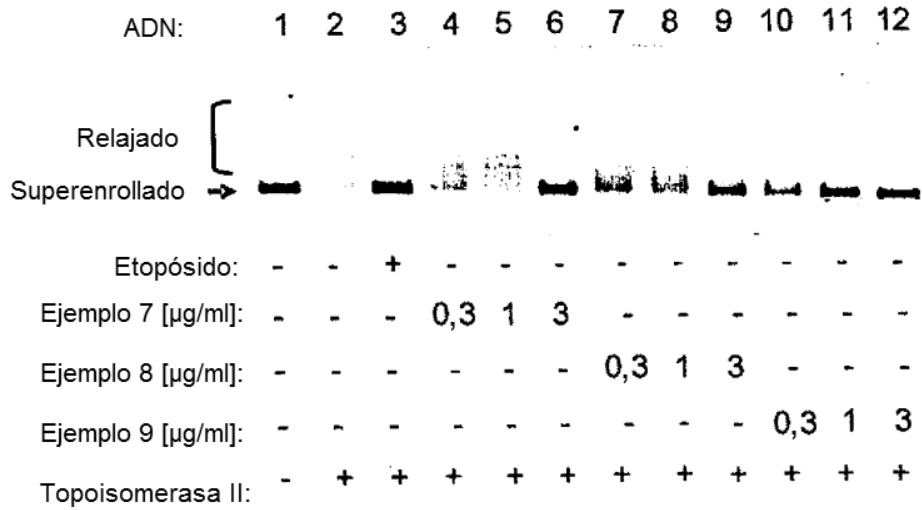 ADN: 1 2 3 4 5 6 7 8 9 10 11 12
Relajado
Superenrollado
Etopósido: - - + - - - - - - - - -
Ejemplo 7 [µg/ml]: - - - 0,3 1 3 - - - - - -
Ejemplo 8 [µg/ml]: - - - - - - 0,3 1 3 - - -
Ejemplo 9 [µg/ml]: - - - - - - - - - 0,3 1 3
Topoisomerasa II: - + + + + + + + + + + +